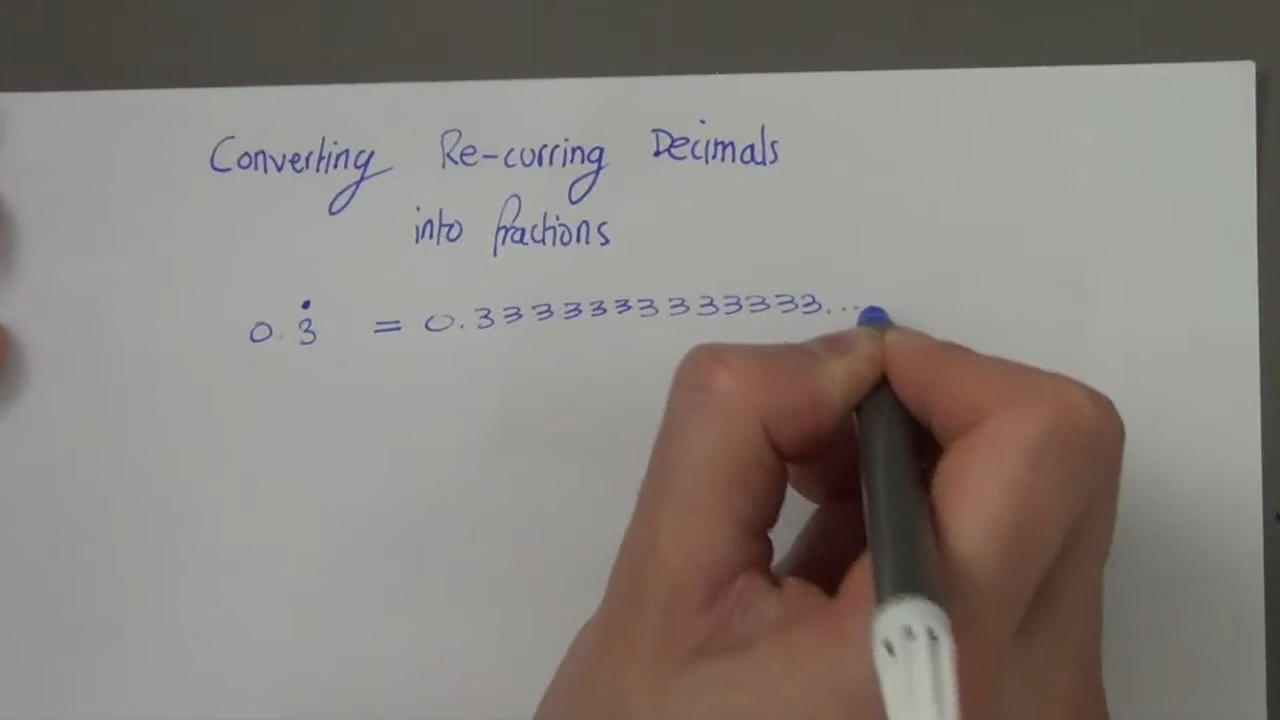 Converting Re-curring Decimals
into fractions
0.3̇ = 0.3333333333333....